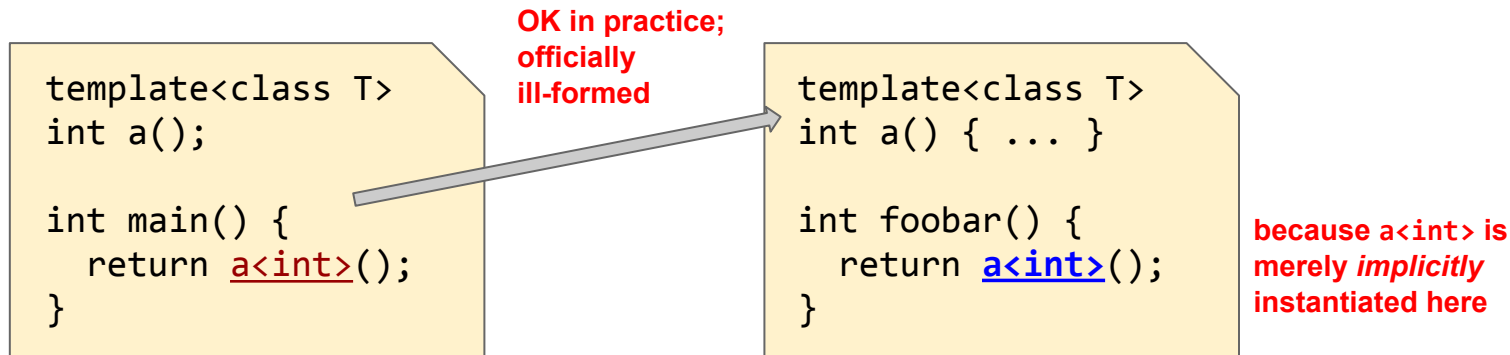 OK in practice;
officially
ill-formed
template<class T>
int a();
int main() {
  return a<int>();
}
template<class T>
int a() { ... }
int foobar() {
  return a<int>();
}
because a<int> is
merely implicitly
instantiated here